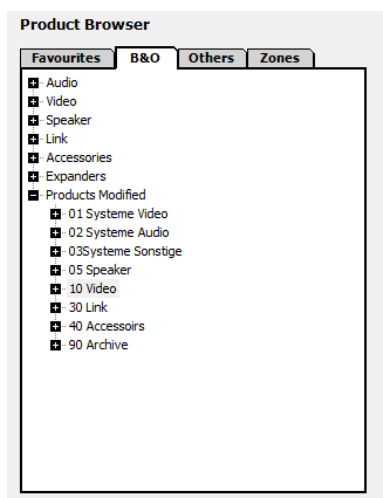 Product Browser
Favourites B&O Others Zones
Audio
Video
Speaker
Link
Accessories
Expanders
Products Modified
01 Systeme Video
02 Systeme Audio
03Systeme Sonstige
05 Speaker
10 Video
30 Link
40 Accessoirs
90 Archive